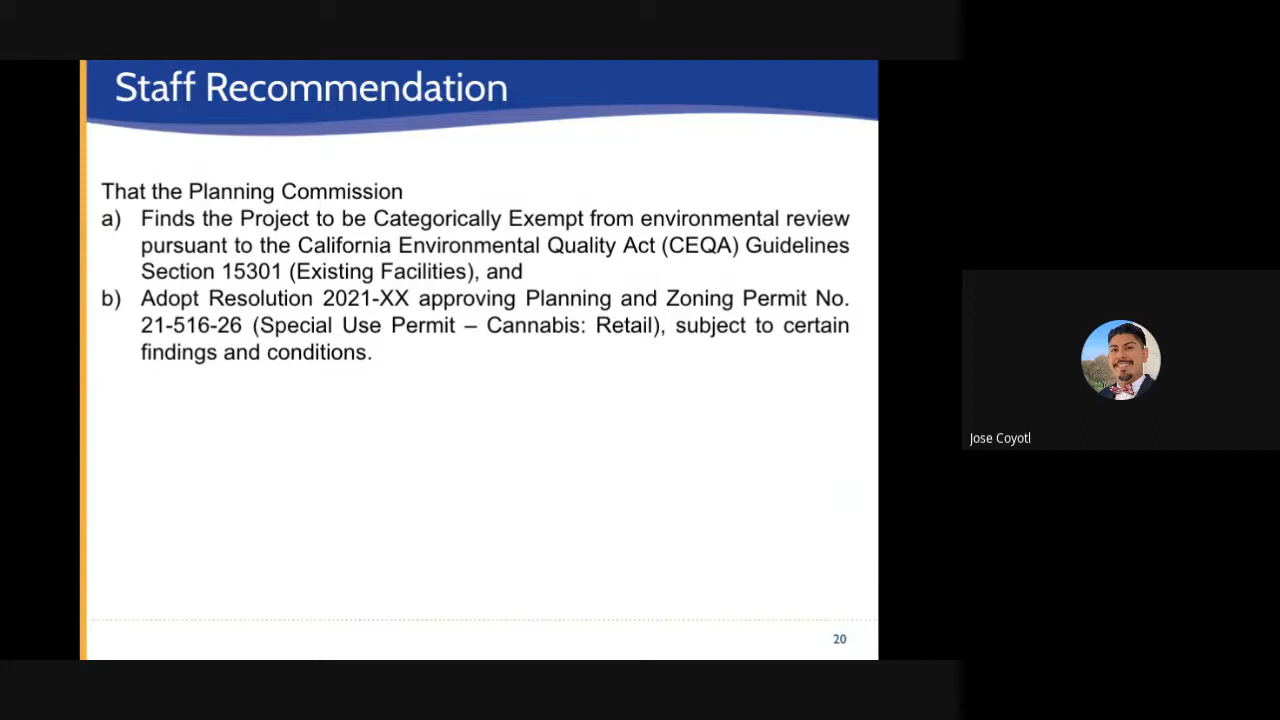 Staff Recommendation
That the Planning Commission
a) Finds the Project to be Categorically Exempt from environmental review
pursuant to the California Environmental Quality Act (CEQA) Guidelines
Section 15301 (Existing Facilities), and
b) Adopt Resolution 2021-XX approving Planning and Zoning Permit No.
21-516-26 (Special Use Permit – Cannabis: Retail), subject to certain
findings and conditions.
20
Jose Coyotl